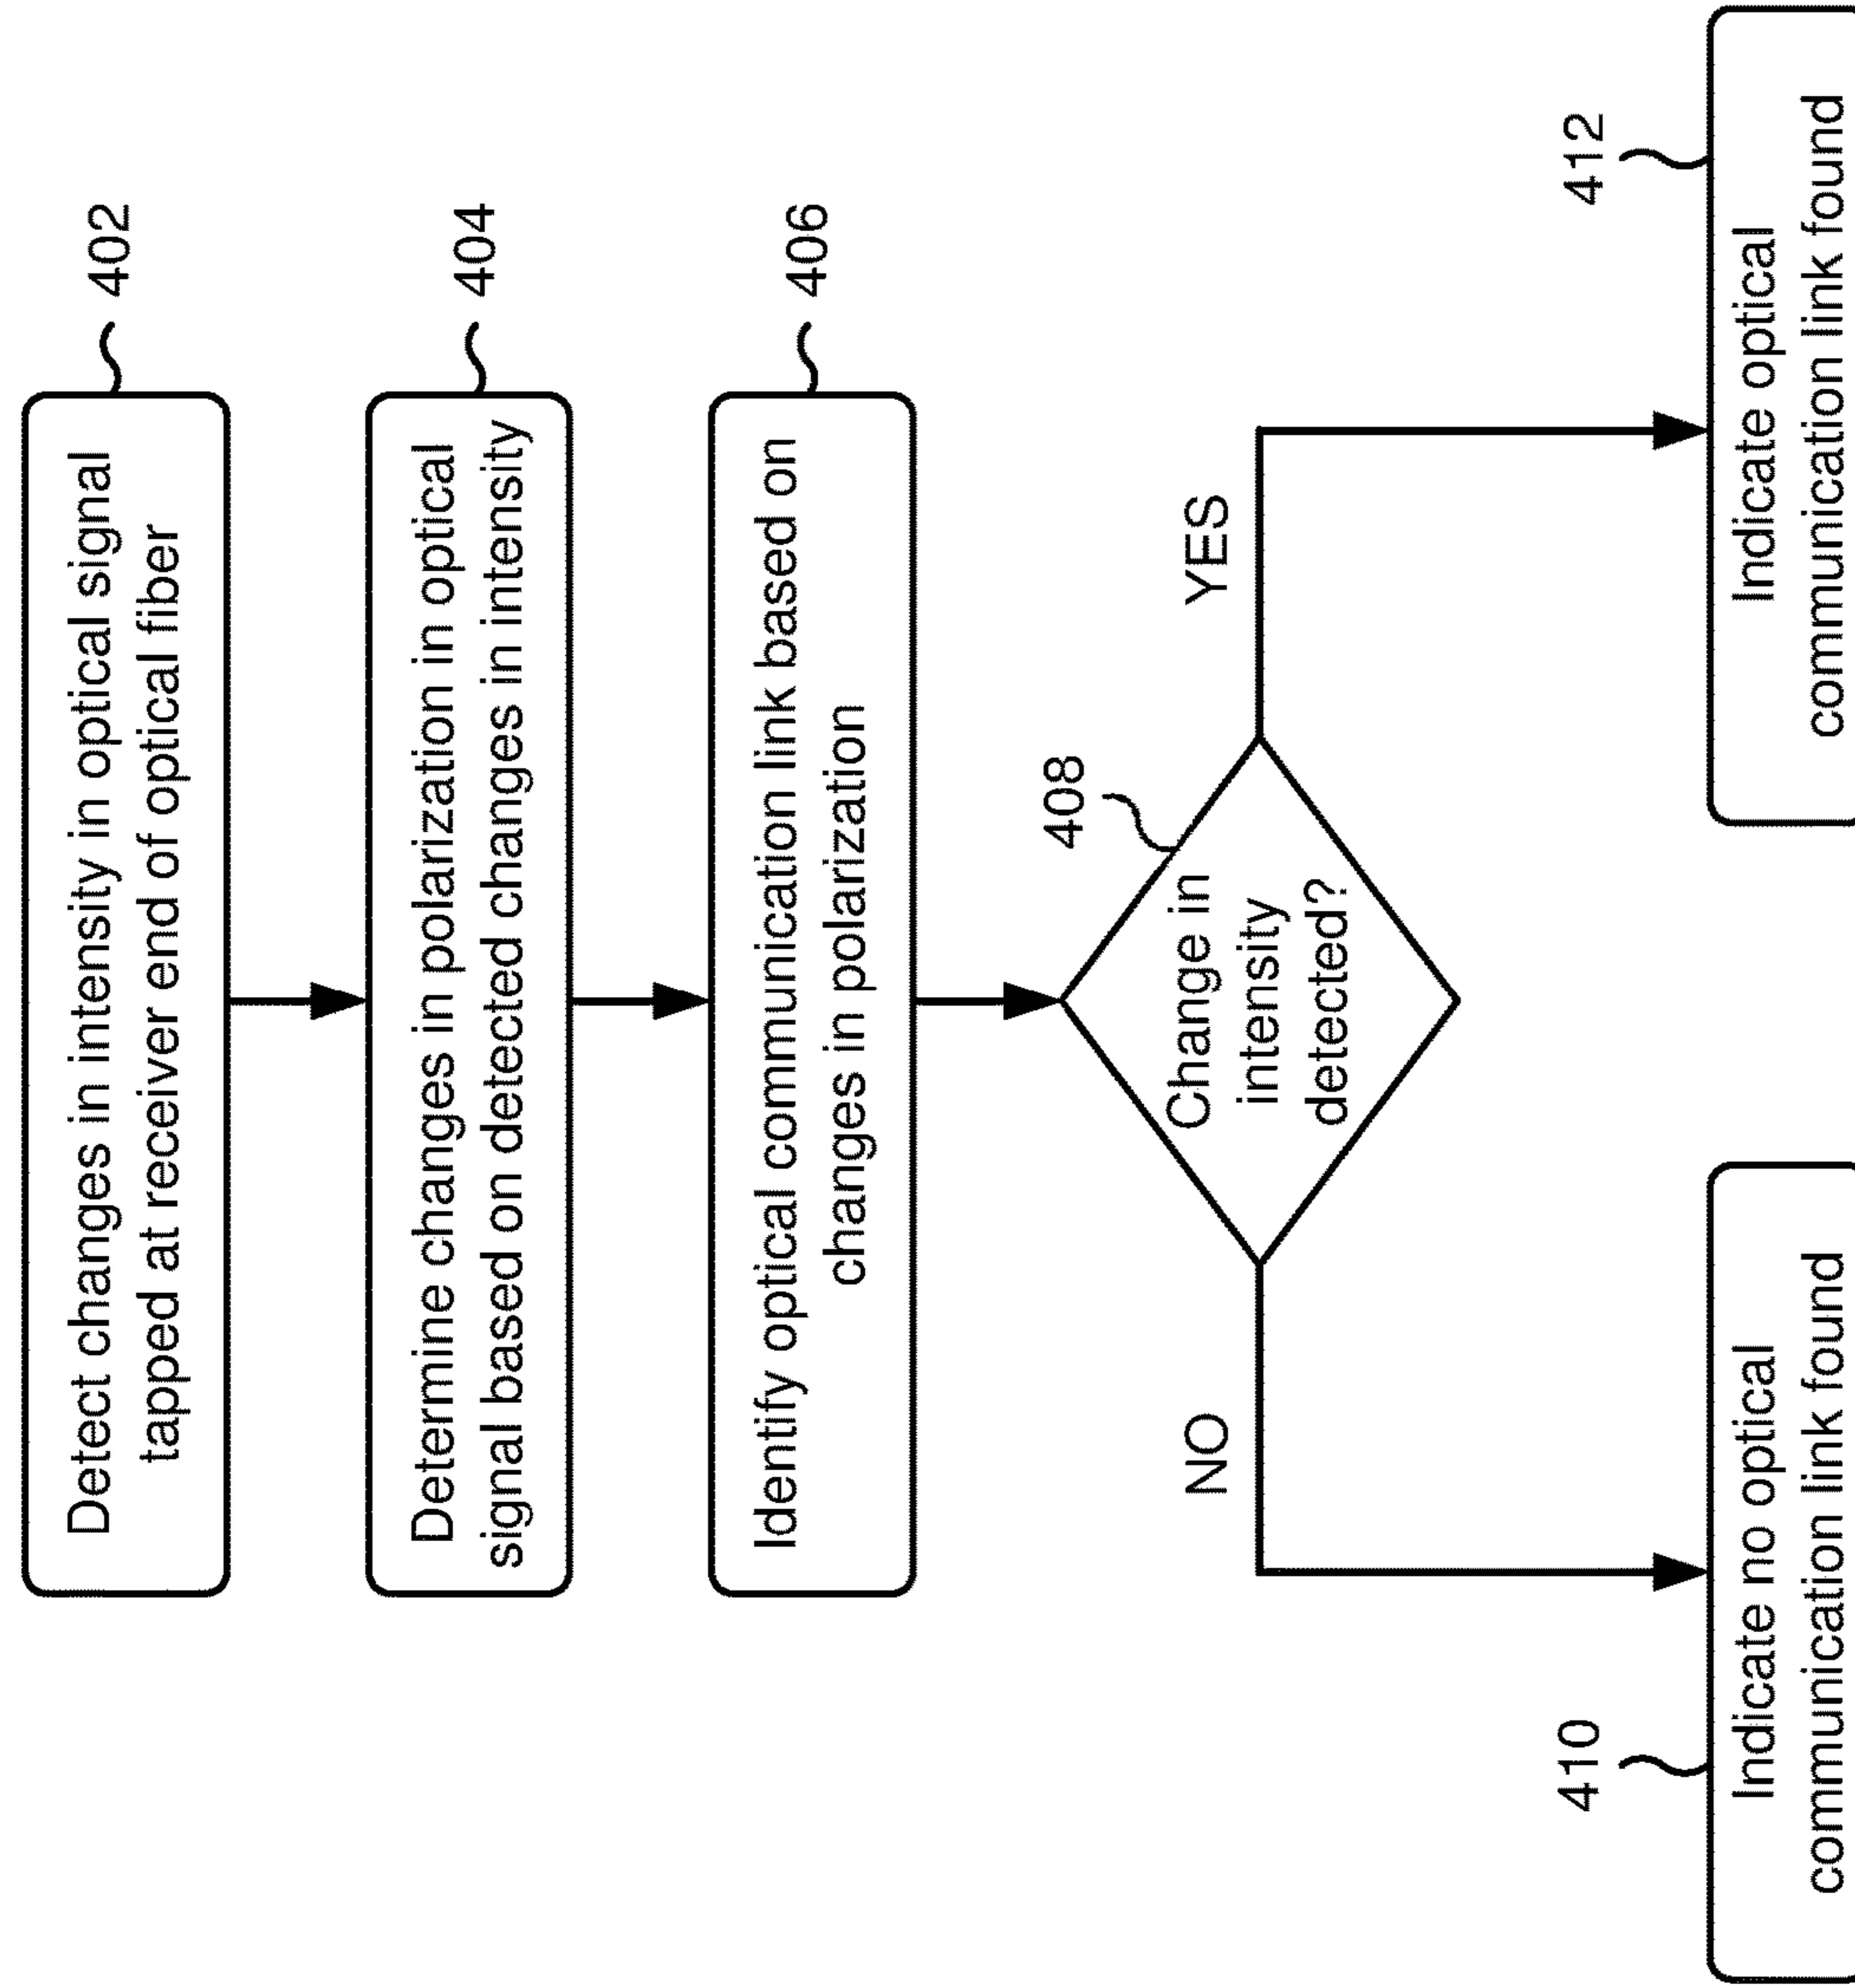 Detect changes in intensity in optical signal
tapped at receiver end of optical fiber
402
Determine changes in polarization in optical
signal based on detected changes in intensity
404
Identify optical communication link based on
changes in polarization
406
408
Change in
intensity
detected?
NO
YES
410
Indicate no optical
communication link found
412
Indicate optical
communication link found